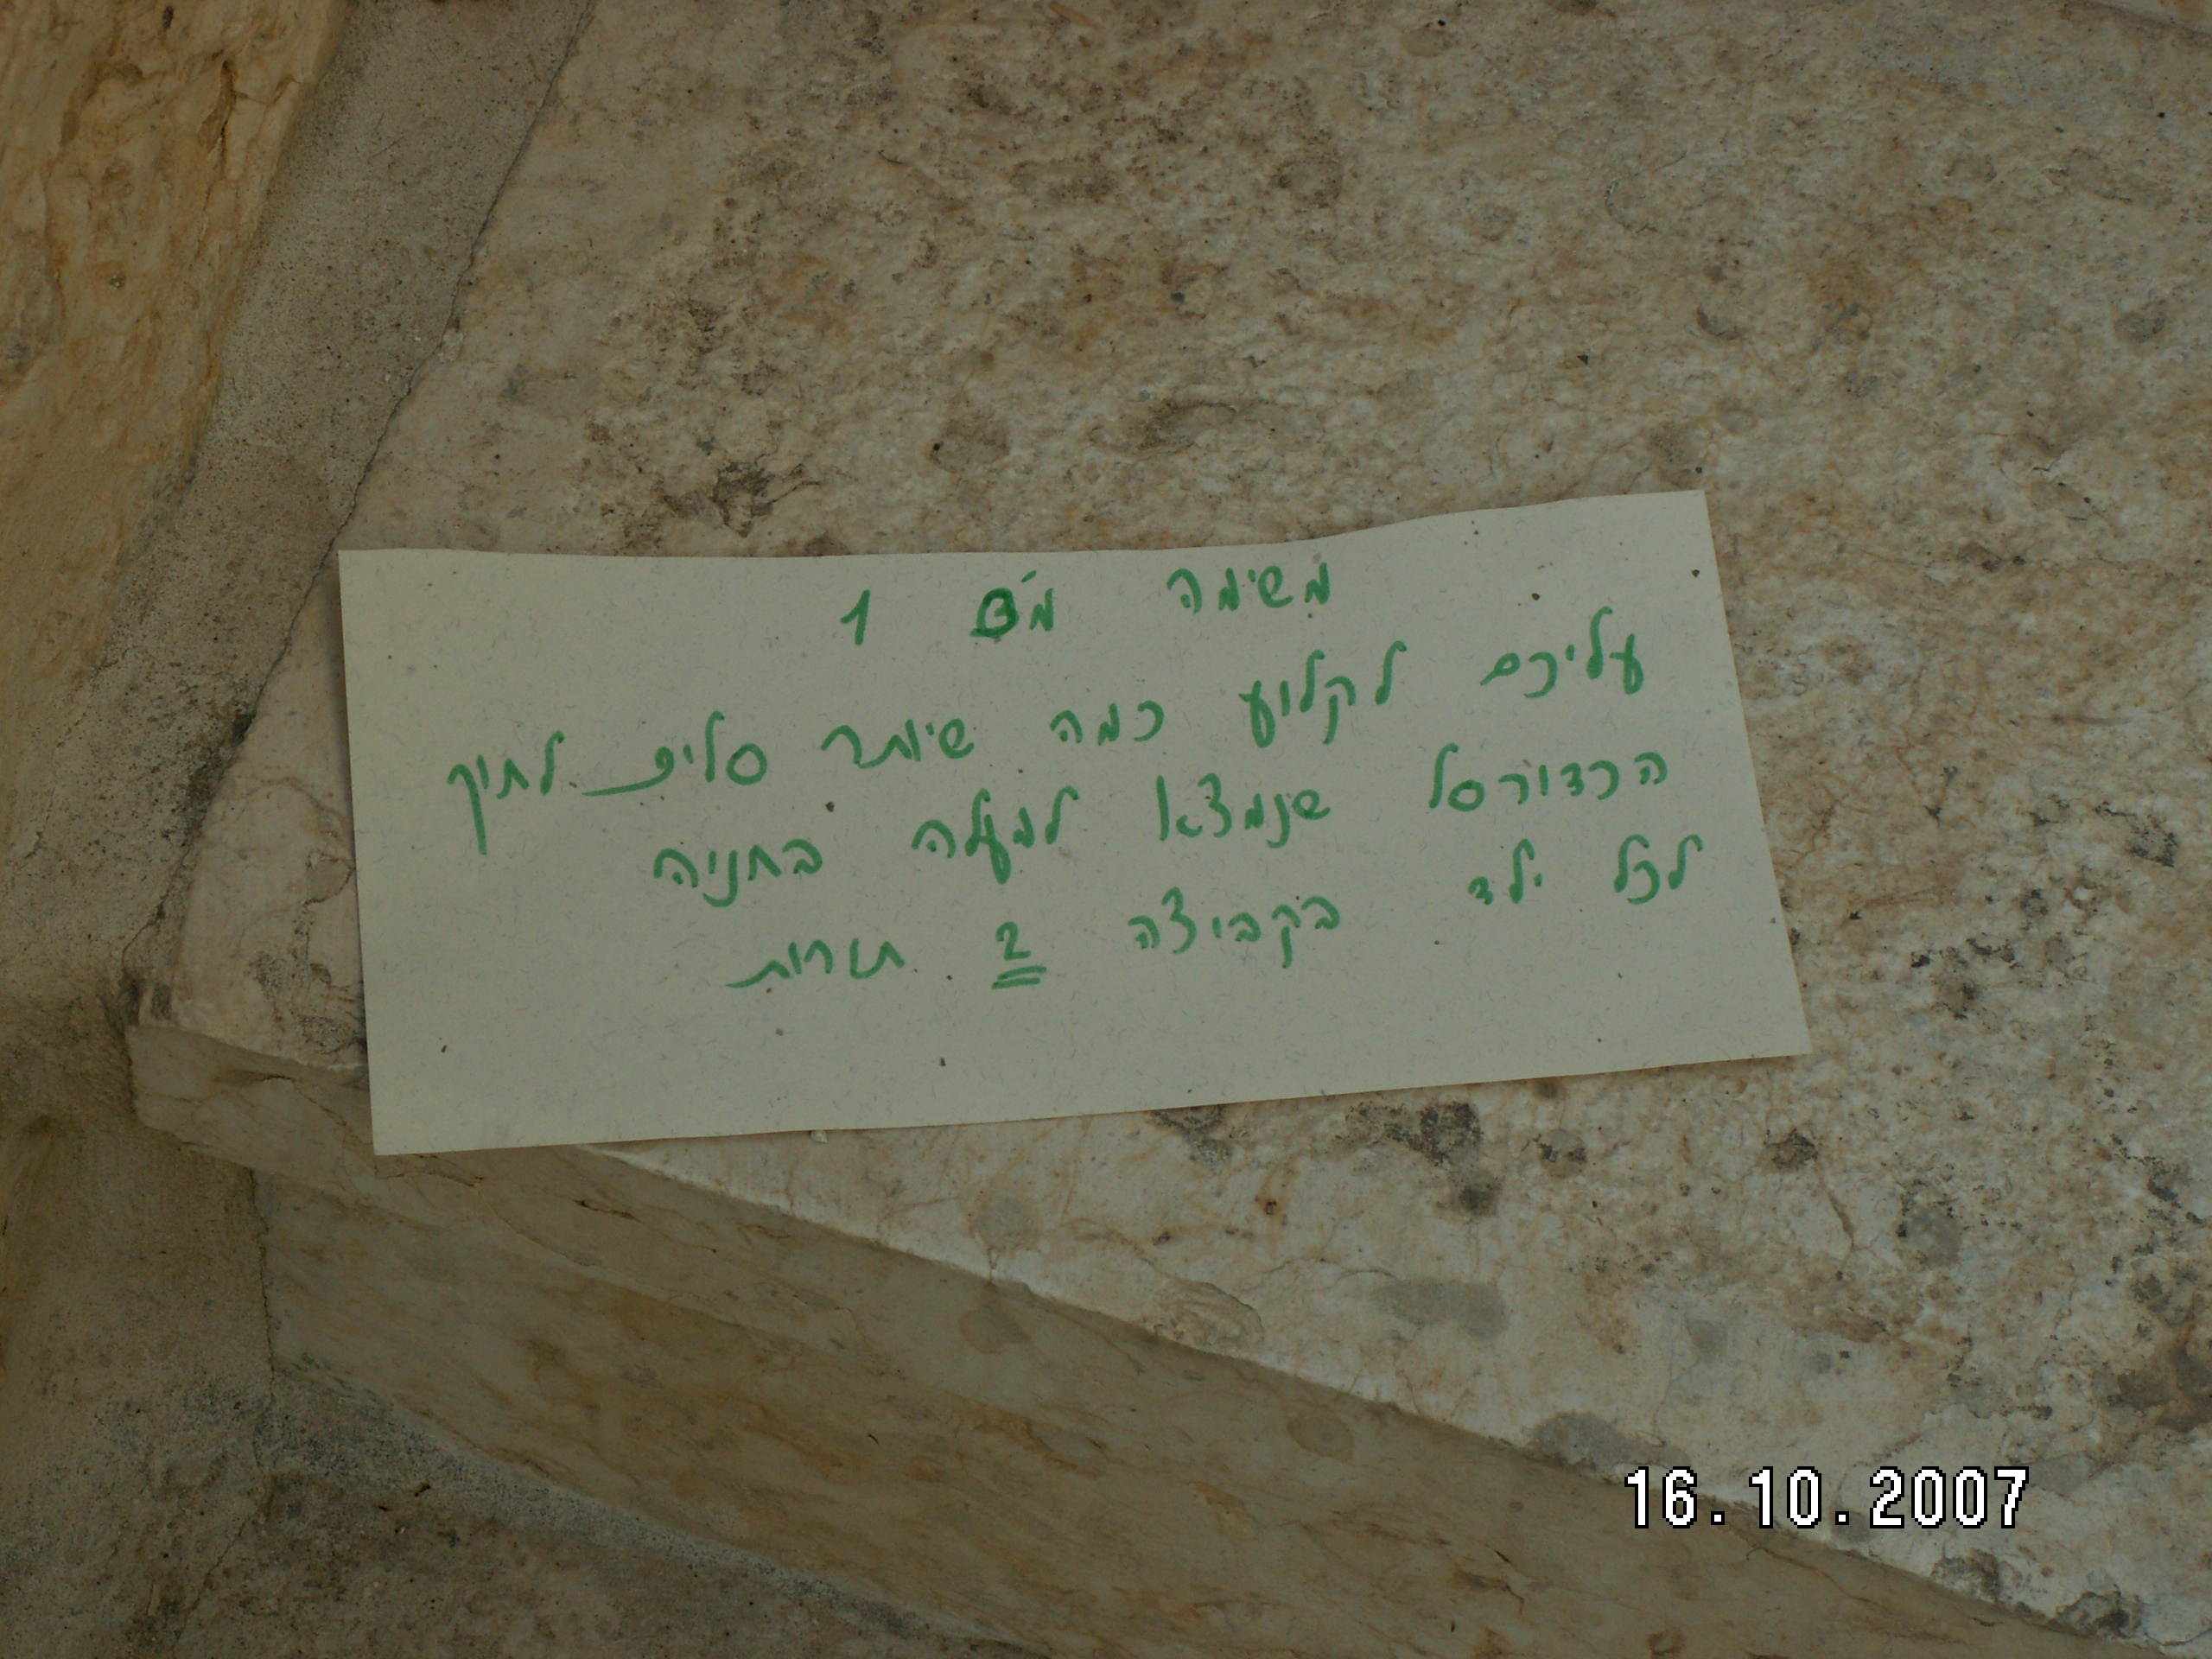 משימה מס' 1
עליכם לקלוע כמה שיותר סלים לתוך
הכדורסל שנמצא למעלה בחניה
לכל ילד בקבוצה 2 תורות
16.10.2007